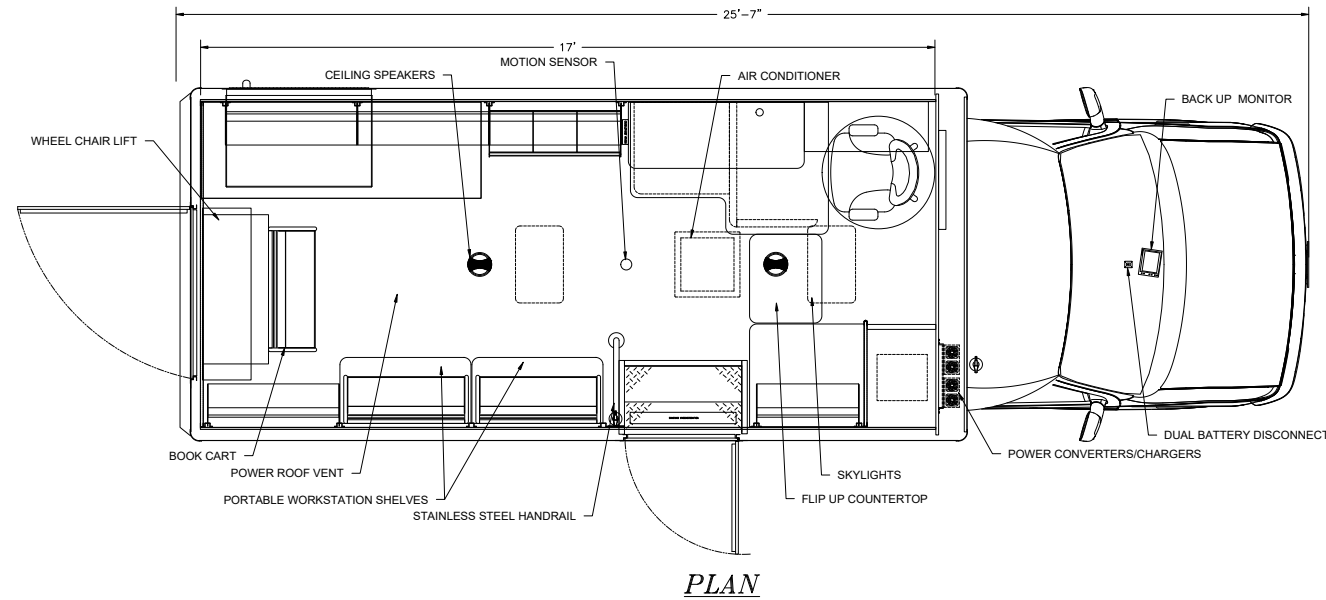 25'-7"
17'
MOTION SENSOR
CEILING SPEAKERS
AIR CONDITIONER
BACK UP MONITOR
WHEEL CHAIR LIFT
BOOK CART
POWER ROOF VENT
PORTABLE WORKSTATION SHELVES
STAINLESS STEEL HANDRAIL
SKYLIGHTS
FLIP UP COUNTERTOP
POWER CONVERTERS/CHARGERS
DUAL BATTERY DISCONNECT
PLAN